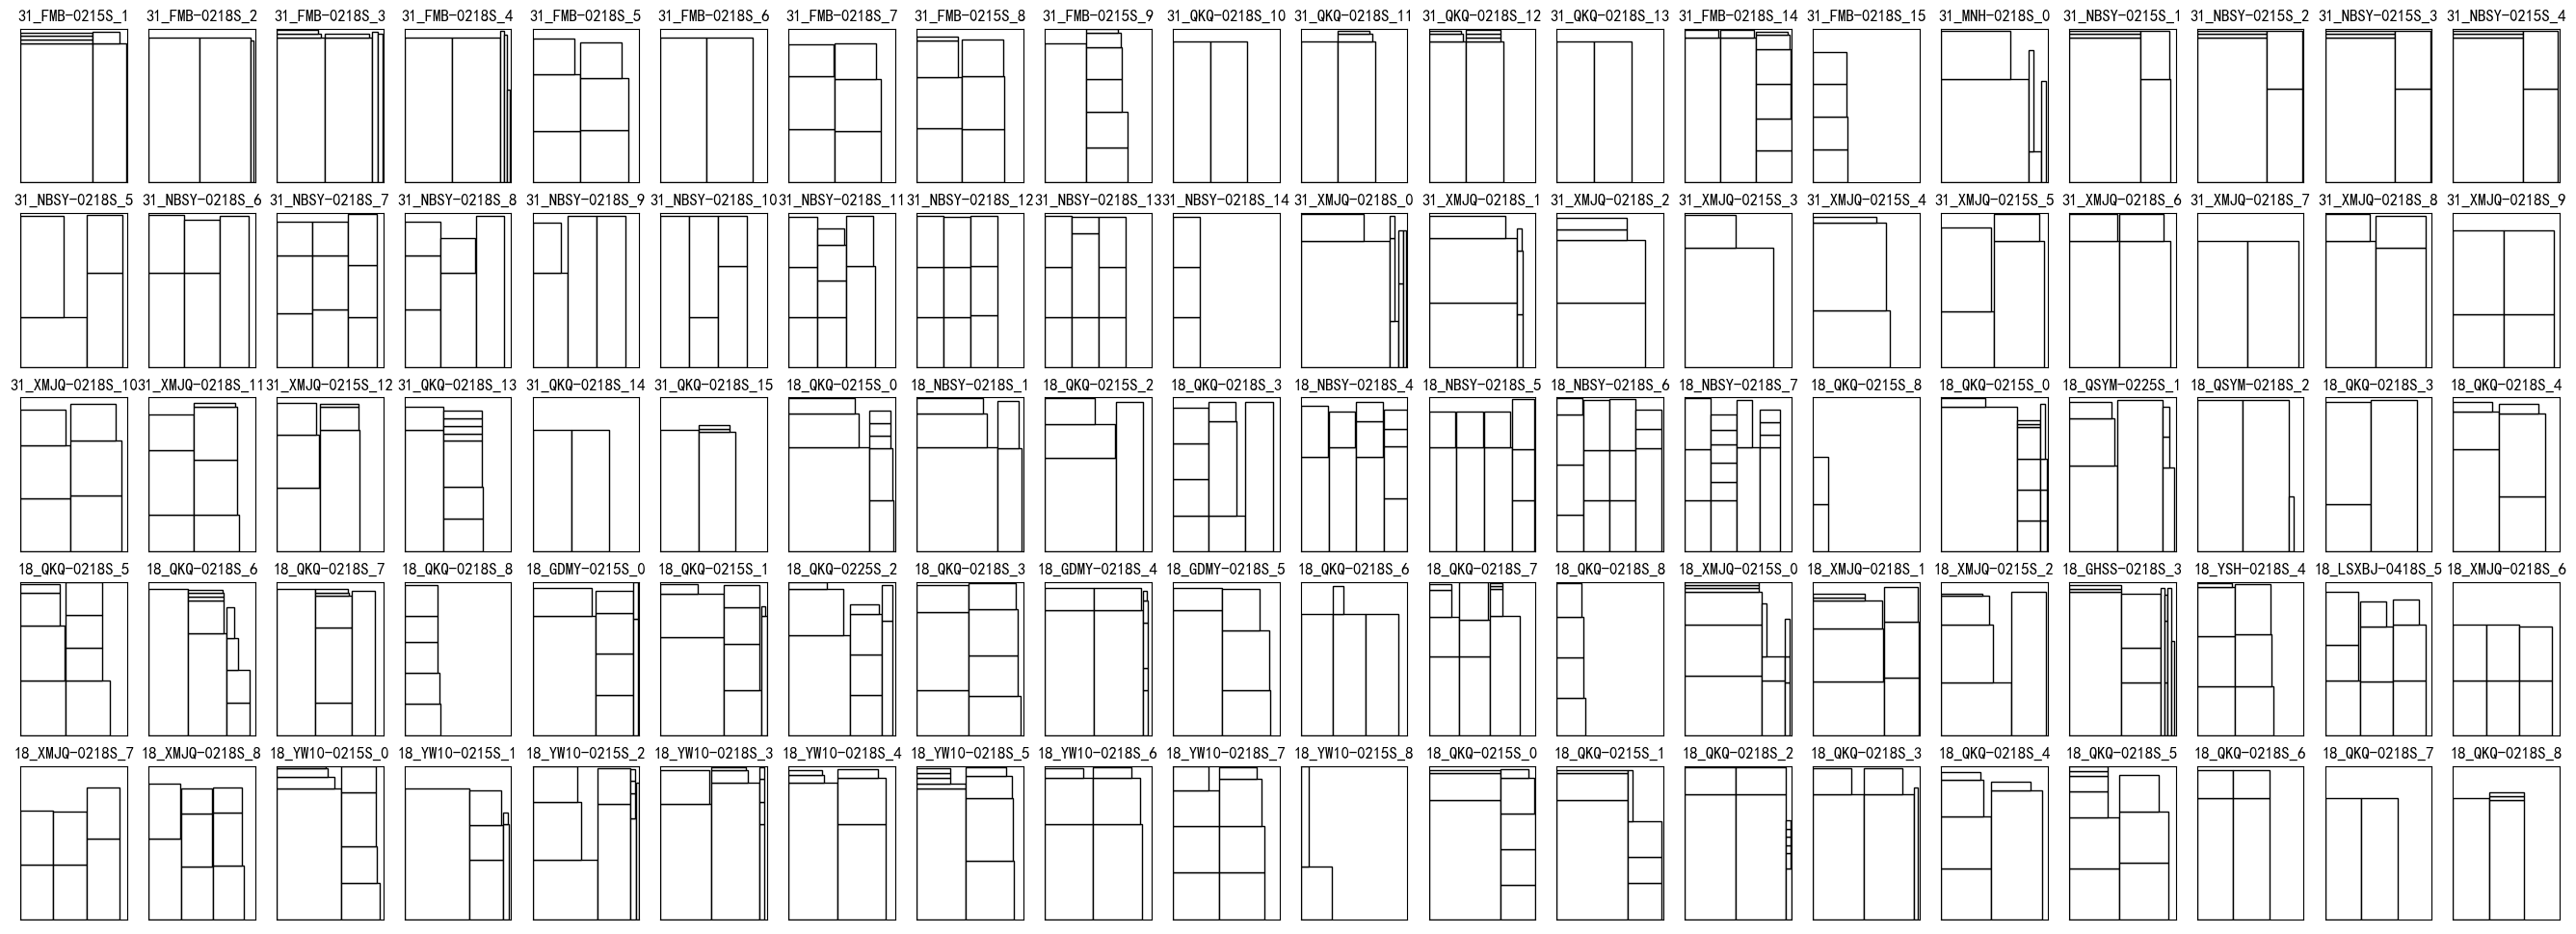 31_FMB-0215S_1 31_FMB-0218S_2 31_FMB-0218S_3 31_FMB-0218S_4 31_FMB-0218S_5 31_FMB-0218S_6 31_FMB-0218S_7 31_FMB-0215S_8 31_FMB-0215S_9 31_QKQ-0218S_10 31_QKQ-0218S_11 31_QKQ-0218S_12 31_QKQ-0218S_13 31_FMB-0218S_14 31_FMB-0218S_15 31_MNH-0218S_0 31_NBSY-0215S_1 31_NBSY-0215S_2 31_NBSY-0215S_3 31_NBSY-0215S_4
31_NBSY-0218S_5 31_NBSY-0218S_6 31_NBSY-0218S_7 31_NBSY-0218S_8 31_NBSY-0218S_9 31_NBSY-0218S_10 31_NBSY-0218S_11 31_NBSY-0218S_12 31_NBSY-0218S_13 31_NBSY-0218S_14 31_XMJQ-0218S_0 31_XMJQ-0218S_1 31_XMJQ-0218S_2 31_XMJQ-0215S_3 31_XMJQ-0215S_4 31_XMJQ-0215S_5 31_XMJQ-0218S_6 31_XMJQ-0218S_7 31_XMJQ-0218S_8 31_XMJQ-0218S_9
31_XMJQ-0218S_10 31_XMJQ-0218S_11 31_XMJQ-0215S_12 31_QKQ-0218S_13 31_QKQ-0218S_14 31_QKQ-0218S_15 18_QKQ-0215S_0 18_NBSY-0218S_1 18_QKQ-0215S_2 18_QKQ-0218S_3 18_NBSY-0218S_4 18_NBSY-0218S_5 18_NBSY-0218S_6 18_NBSY-0218S_7 18_QKQ-0215S_8 18_QKQ-0215S_0 18_QSYM-0225S_1 18_QSYM-0218S_2 18_QKQ-0218S_3 18_QKQ-0218S_4
18_QKQ-0218S_5 18_QKQ-0218S_6 18_QKQ-0218S_7 18_QKQ-0218S_8 18_GDMY-0215S_0 18_QKQ-0215S_1 18_QKQ-0225S_2 18_QKQ-0218S_3 18_GDMY-0218S_4 18_GDMY-0218S_5 18_QKQ-0218S_6 18_QKQ-0218S_7 18_QKQ-0218S_8 18_XMJQ-0215S_0 18_XMJQ-0218S_1 18_XMJQ-0215S_2 18_GHSS-0218S_3 18_YSH-0218S_4 18_LSXBJ-0418S_5 18_XMJQ-0218S_6
18_XMJQ-0218S_7 18_XMJQ-0218S_8 18_YW10-0215S_0 18_YW10-0215S_1 18_YW10-0215S_2 18_YW10-0218S_3 18_YW10-0218S_4 18_YW10-0218S_5 18_YW10-0218S_6 18_YW10-0218S_7 18_YW10-0215S_8 18_QKQ-0215S_0 18_QKQ-0215S_1 18_QKQ-0218S_2 18_QKQ-0218S_3 18_QKQ-0218S_4 18_QKQ-0218S_5 18_QKQ-0218S_6 18_QKQ-0218S_7 18_QKQ-0218S_8